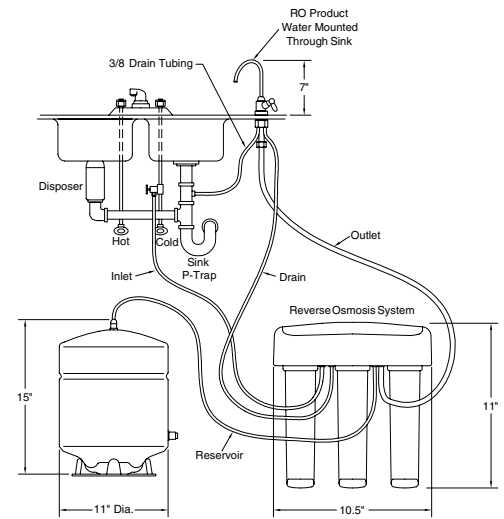 RO Product
Water Mounted
Through Sink
3/8 Drain Tubing
7"
Disposer
Hot
Cold
Sink
P-Trap
Outlet
Inlet
Drain
Reverse Osmosis System
15"
11"
Reservoir
11" Dia.
10.5"